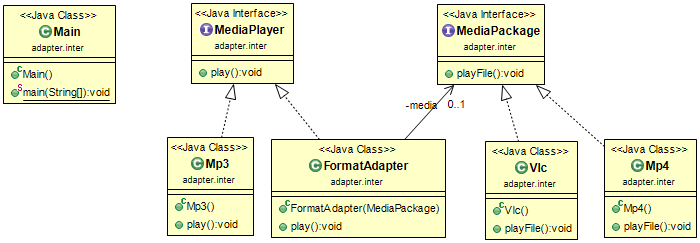 <<Java Class>>
Main
adapter.inter
Main()
main(String[]):void
<<Java Interface>>
MediaPlayer
adapter.inter
play():void
<<Java Interface>>
MediaPackage
adapter.inter
playFile():void
-media 0..1
<<Java Class>>
Mp3
adapter.inter
Mp3()
play():void
<<Java Class>>
FormatAdapter
adapter.inter
FormatAdapter(MediaPackage)
play():void
<<Java Class>>
Vlc
adapter.inter
Vlc()
playFile():void
<<Java Class>>
Mp4
adapter.inter
Mp4()
playFile():void